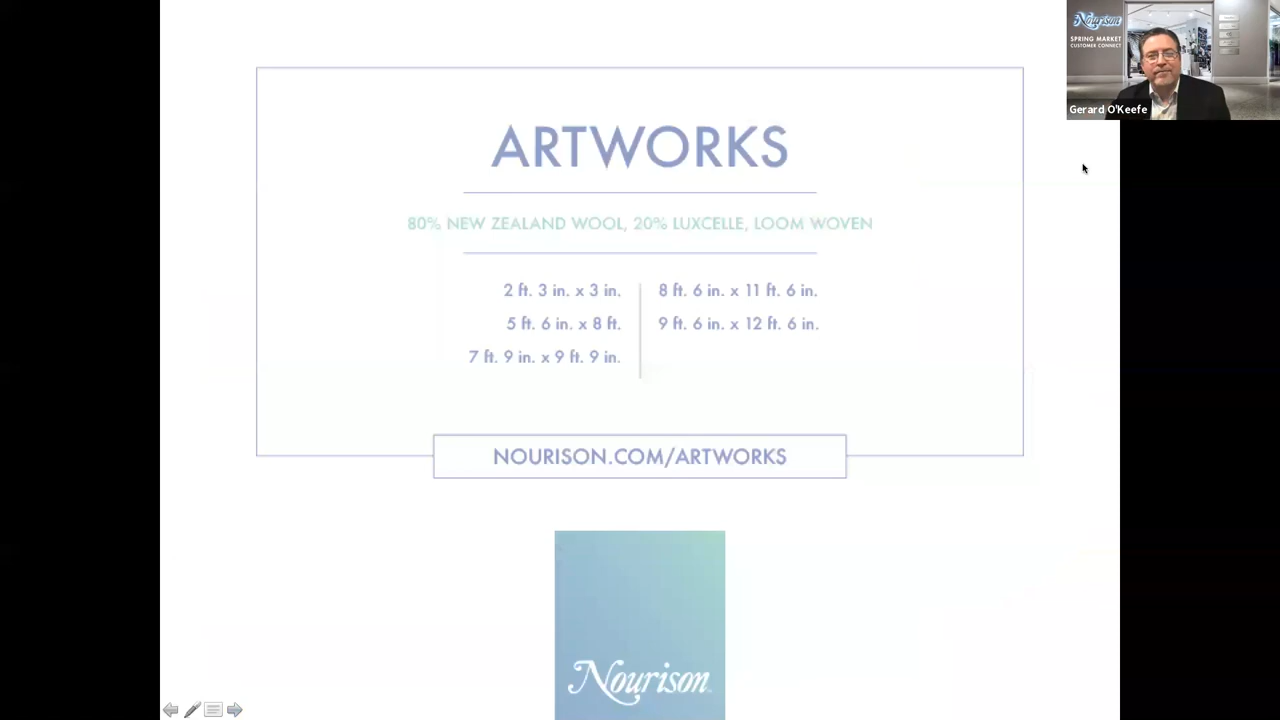 ARTWORKS
80% NEW ZEALAND WOOL, 20% LUXCELLE, LOOM WOVEN
2 ft. 3 in. x 3 in.
5 ft. 6 in. x 8 ft.
7 ft. 9 in. x 9 ft. 9 in.
8 ft. 6 in. x 11 ft. 6 in.
9 ft. 6 in. x 12 ft. 6 in.
NOURISON.COM/ARTWORKS
Nourison
Nourison
SPRING MARKET
CUSTOMER CONNECT
Gerard O'Keefe